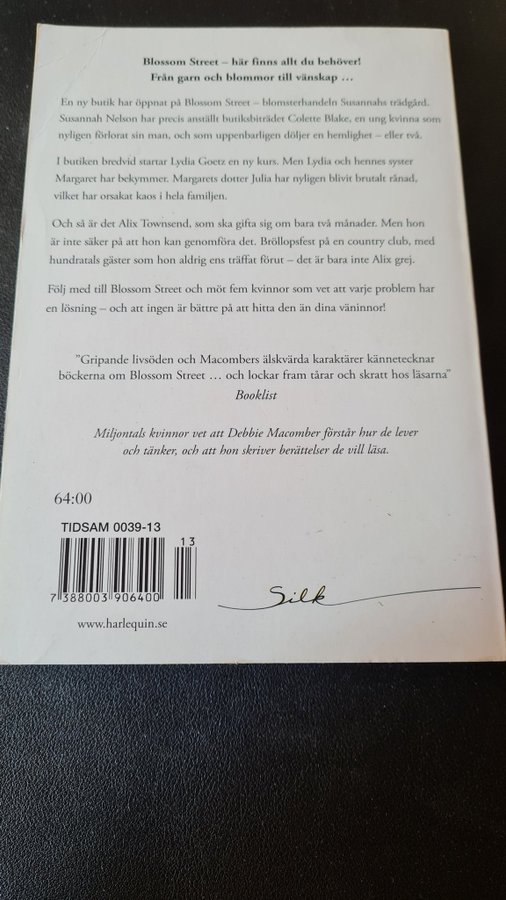 Blossom Street – här finns allt du behöver!
Från garn och blommor till vänskap …
En ny butik har öppnat på Blossom Street – blomsterhandeln Susannahs trädgård.
Susannah Nelson har precis anställt butiksbiträdet Colette Blake, en ung kvinna som
nyligen förlorat sin man, och som uppenbarligen döljer en hemlighet – eller två.
I butiken bredvid startar Lydia Goetz en ny kurs. Men Lydia och hennes syster
Margaret har bekymmer. Margarets dotter Julia har nyligen blivit brutalt rånad,
vilket har orsakat kaos i hela familjen.
Och så är det Alix Townsend, som ska gifta sig om bara två månader. Men hon
är inte säker på att hon kan genomföra det. Bröllopsfest på en country club, med
hundratals gäster som hon aldrig ens träffat förut – det är bara inte Alix grej.
Följ med till Blossom Street och möt fem kvinnor som vet att varje problem har
en lösning – och att ingen är bättre på att hitta den än dina väninnor!
”Gripande livsöden och Macombers älskvärda karaktärer kännetecknar
böckerna om Blossom Street … och lockar fram tårar och skratt hos läsarna”
Booklist
Miljontals kvinnor vet att Debbie Macomber förstår hur de lever
och tänker, och att hon skriver berättelser de vill läsa.
64:00
TIDSAM 0039-13
13
7 388003 906400
Silk
www.harlequin.se